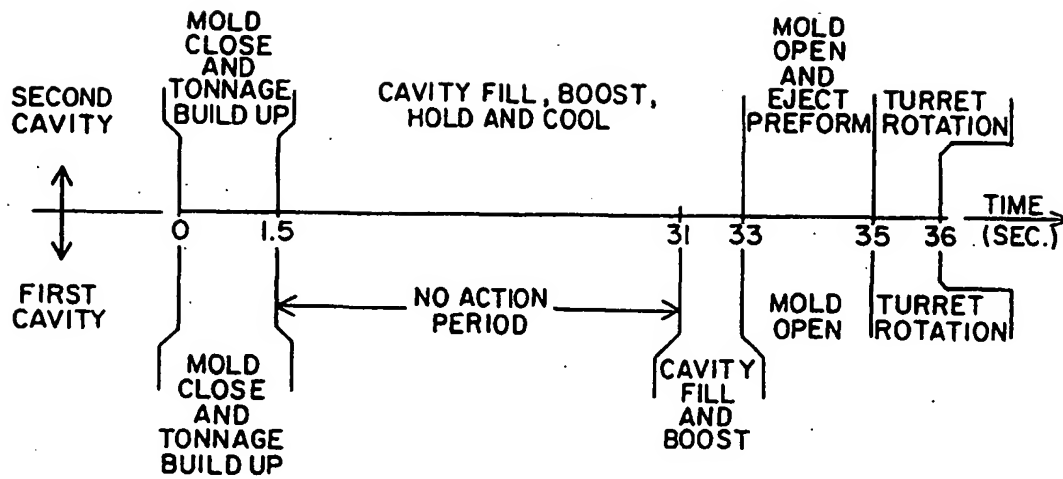 MOLD
CLOSE
AND
TONNAGE
BUILD UP
SECOND
CAVITY
CAVITY FILL, BOOST,
HOLD AND COOL
MOLD
OPEN
AND
EJECT
PREFORM
TURRET
ROTATION
0
1.5
31
33
35
36
TIME
(SEC.)
FIRST
CAVITY
NO ACTION
PERIOD
MOLD
OPEN
TURRET
ROTATION
MOLD
CLOSE
AND
TONNAGE
BUILD UP
CAVITY
FILL
AND
BOOST